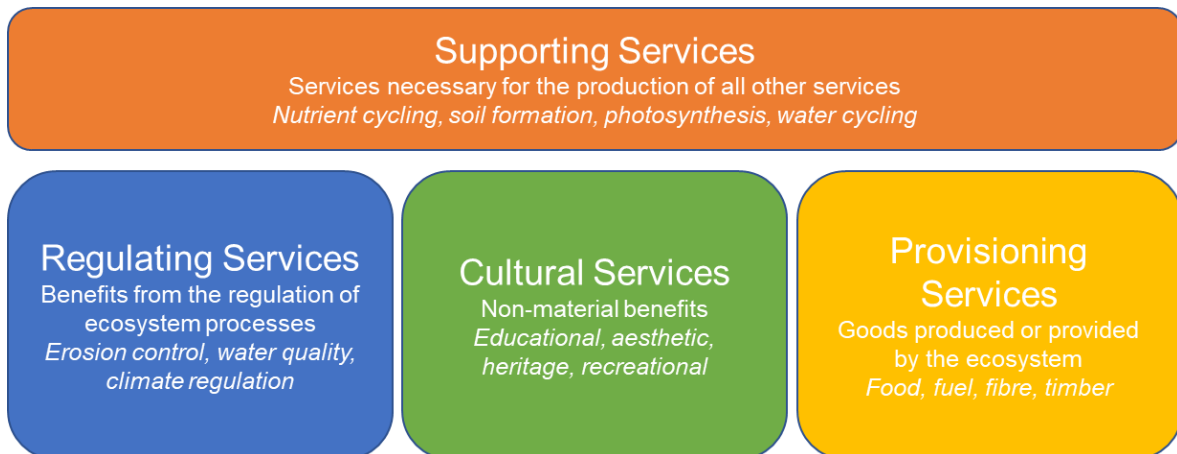 Supporting Services
Services necessary for the production of all other services
Nutrient cycling, soil formation, photosynthesis, water cycling
Regulating Services
Benefits from the regulation of
ecosystem processes
Erosion control, water quality,
climate regulation
Cultural Services
Non-material benefits
Educational, aesthetic,
heritage, recreational
Provisioning
Services
Goods produced or provided
by the ecosystem
Food, fuel, fibre, timber